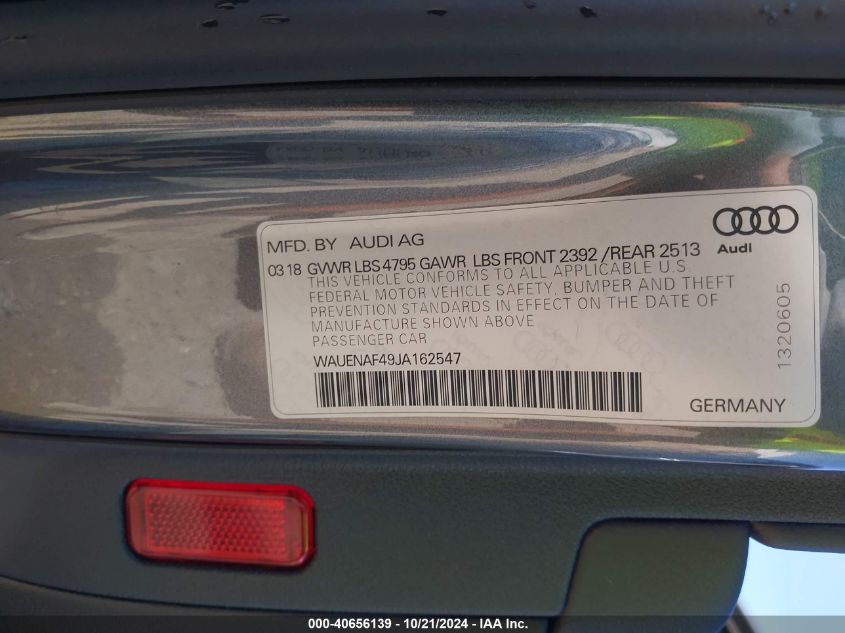 MFD. BY AUDI AG
Audi
03 18 GVWR LBS 4795 GAWR LBS FRONT 2392 /REAR 2513
THIS VEHICLE CONFORMS TO ALL APPLICABLE U.S.
FEDERAL MOTOR VEHICLE SAFETY, BUMPER AND THEFT
PREVENTION STANDARDS IN EFFECT ON THE DATE OF
MANUFACTURE SHOWN ABOVE
PASSENGER CAR
WAUENAF49JA162547
1320605
GERMANY
000-40656139 - 10/21/2024 - IAA Inc.